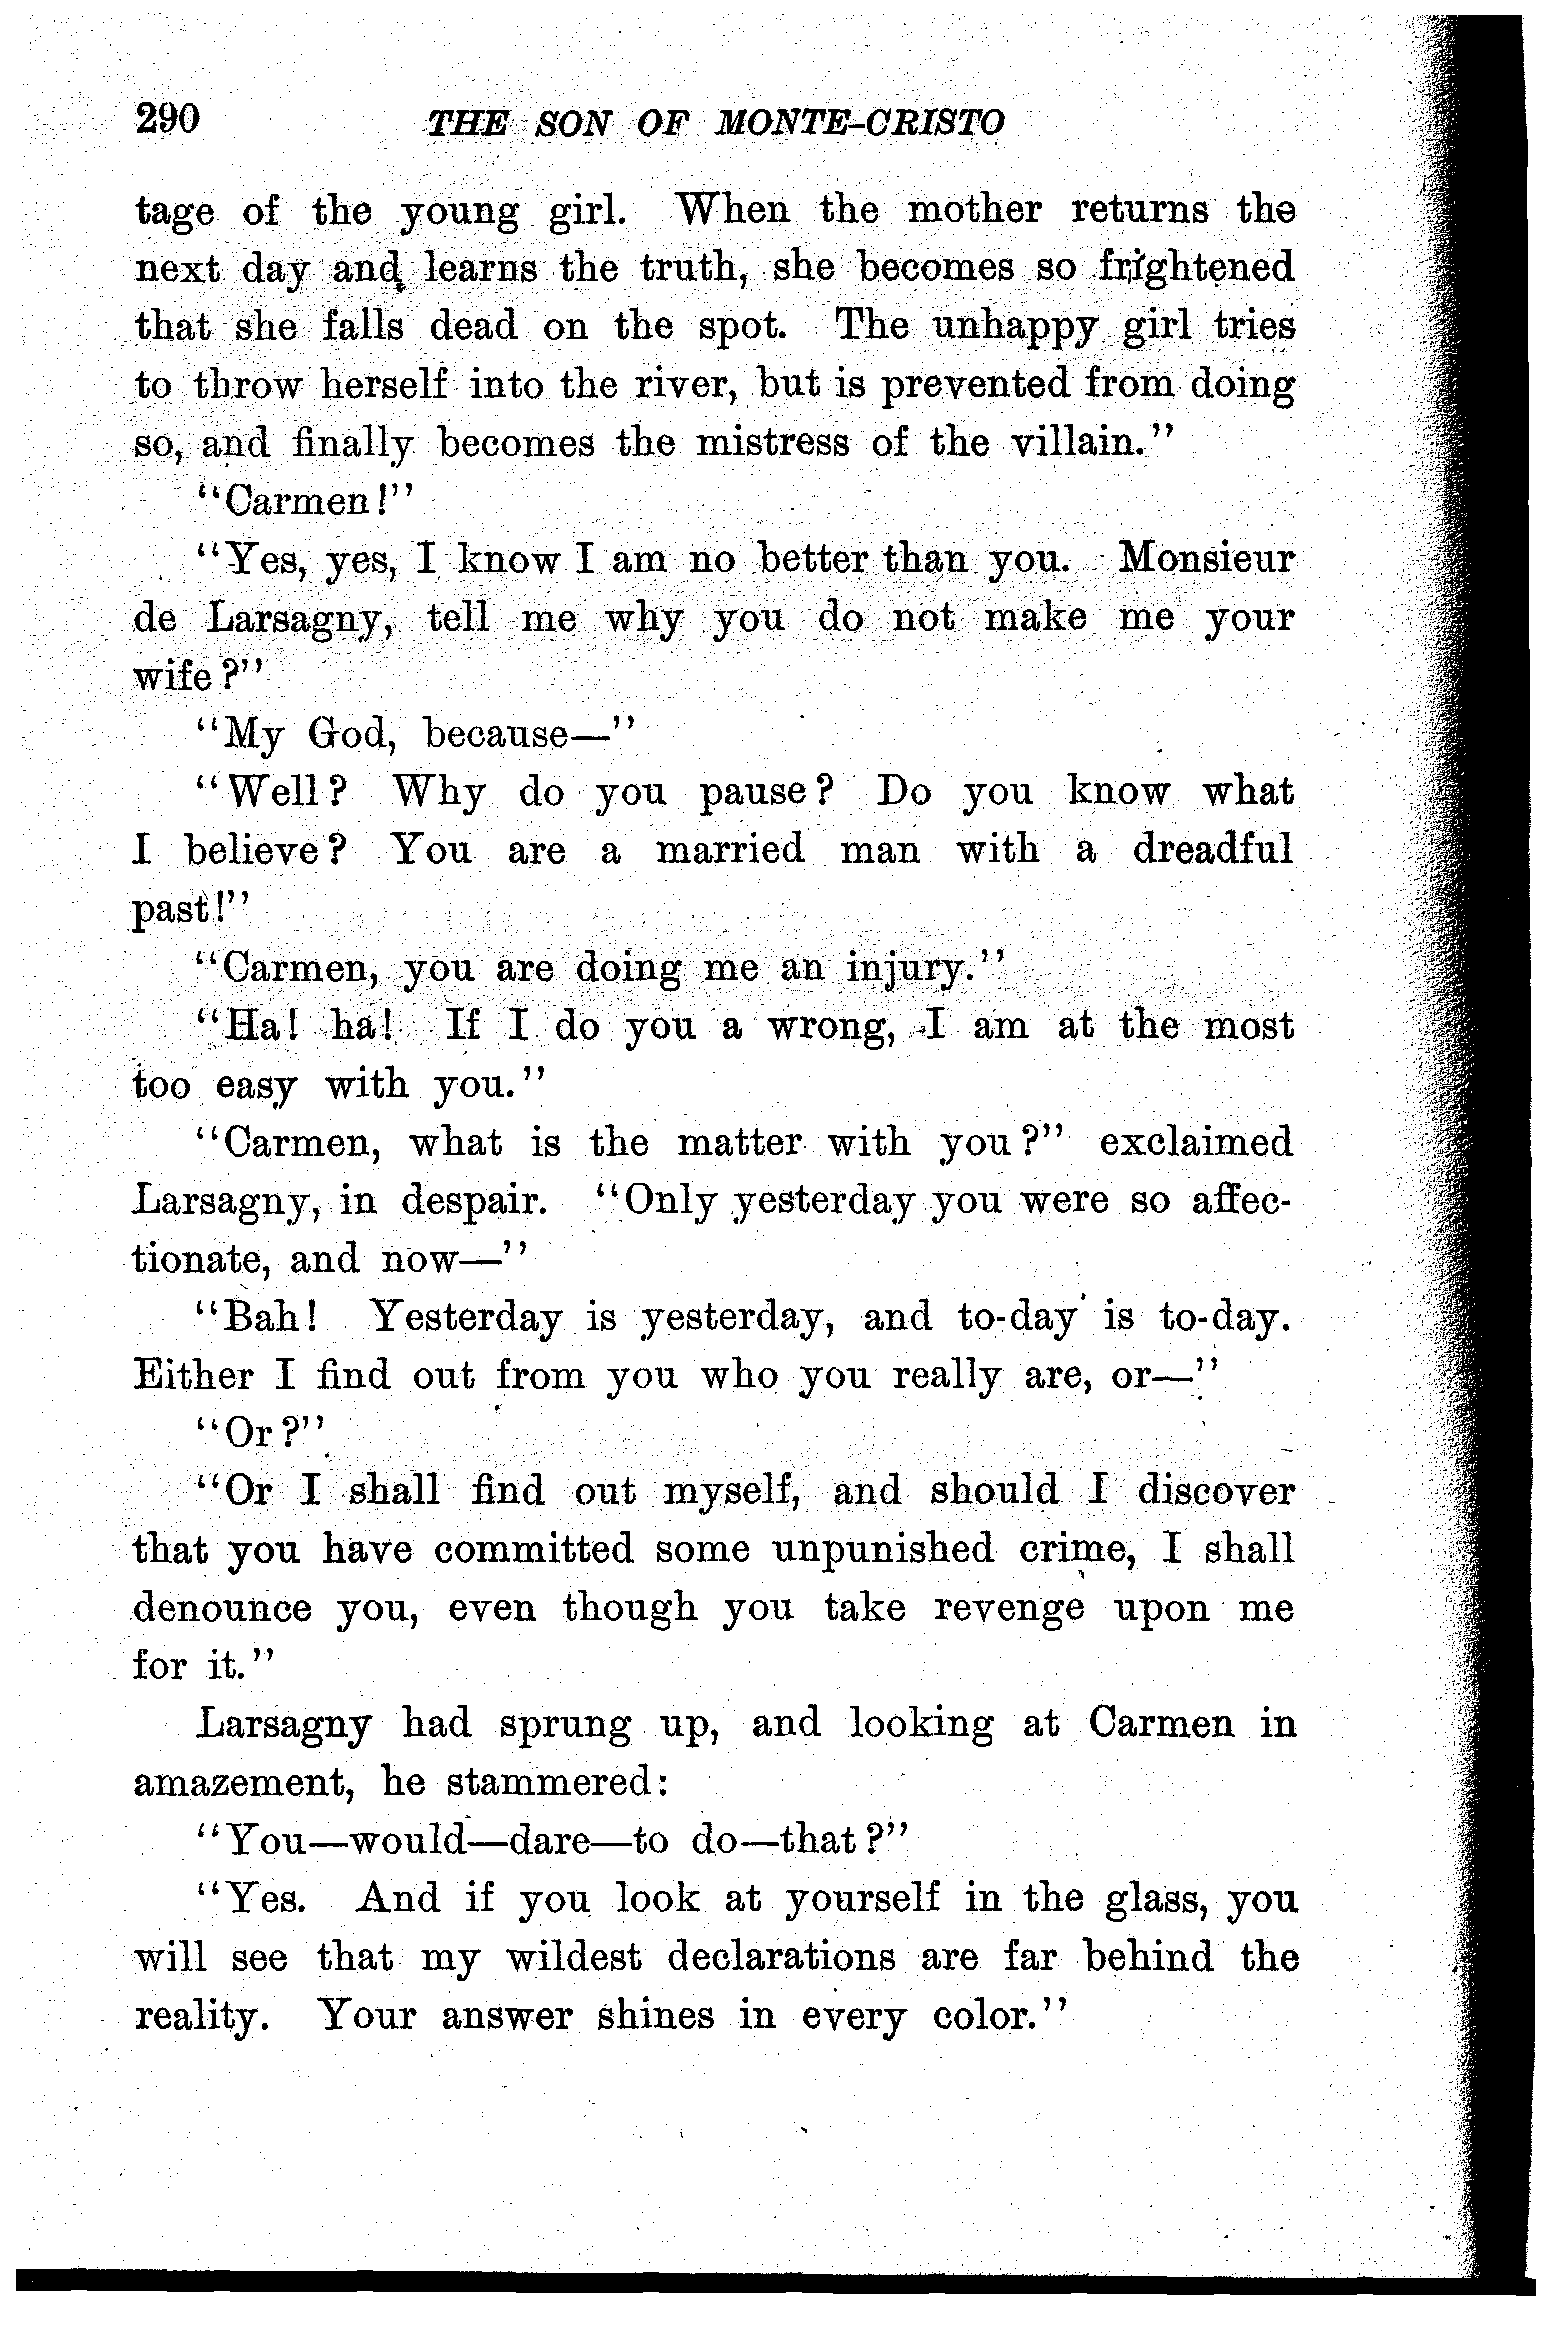 290 THE SON OF MONTE-CRISTO
tage of the young girl. When the mother returns the
next day and learns the truth, she becomes so frightened
that she falls dead on the spot. The unhappy girl tries
to throw herself into the river, but is prevented from doing
so, and finally becomes the mistress of the villain."
"Carmen!"
"Yes, yes, I know I am no better than you. Monsieur
de Larsagny, tell me why you do not make me your
wife?"
"My God, because—"
"Well? Why do you pause? Do you know what
I believe? You are a married man with a dreadful
past!"
"Carmen, you are doing me an injury."
"Ha! ha! If I do you a wrong, I am at the most
too easy with you."
"Carmen, what is the matter with you?" exclaimed
Larsagny, in despair. "Only yesterday you were so affec-
tionate, and now—"
"Bah! Yesterday is yesterday, and to-day is to-day.
Either I find out from you who you really are, or—"
"Or?"
"Or I shall find out myself, and should I discover
that you have committed some unpunished crime, I shall
denounce you, even though you take revenge upon me
for it."
Larsagny had sprung up, and looking at Carmen in
amazement, he stammered:
"You—would—dare—to do—that?"
"Yes. And if you look at yourself in the glass, you
will see that my wildest declarations are far behind the
reality. Your answer shines in every color."